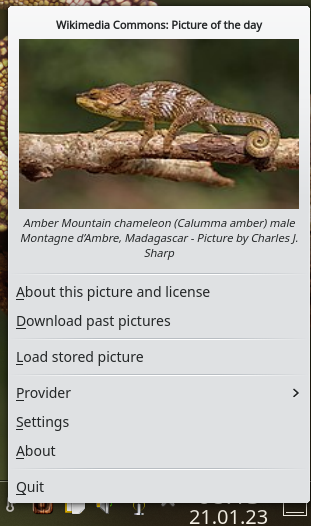 Wikimedia Commons: Picture of the day
Amber Mountain chameleon (Calumma amber) male
Montagne d'Ambre, Madagascar - Picture by Charles J.
Sharp
About this picture and license
Download past pictures
Load stored picture
Provider
Settings
About
Quit
21.01.23